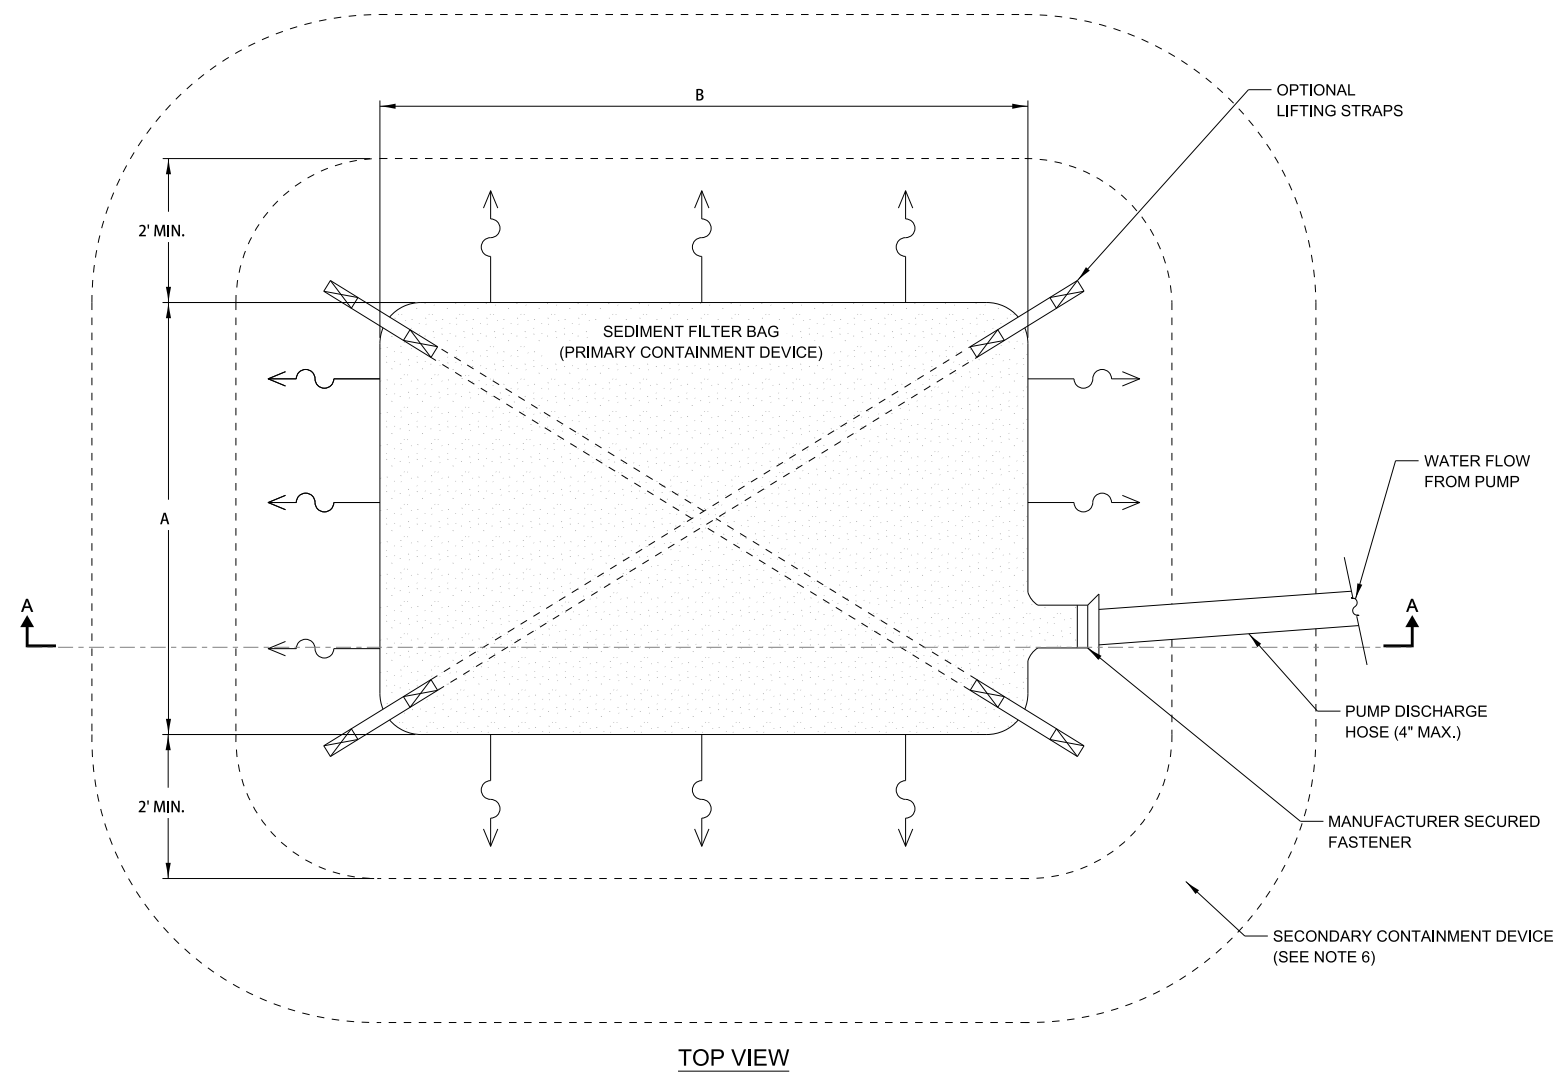 B
OPTIONAL
LIFTING STRAPS
2' MIN.
SEDIMENT FILTER BAG
(PRIMARY CONTAINMENT DEVICE)
WATER FLOW
FROM PUMP
A
A
A
PUMP DISCHARGE
HOSE (4" MAX.)
2' MIN.
MANUFACTURER SECURED
FASTENER
SECONDARY CONTAINMENT DEVICE
(SEE NOTE 6)
TOP VIEW